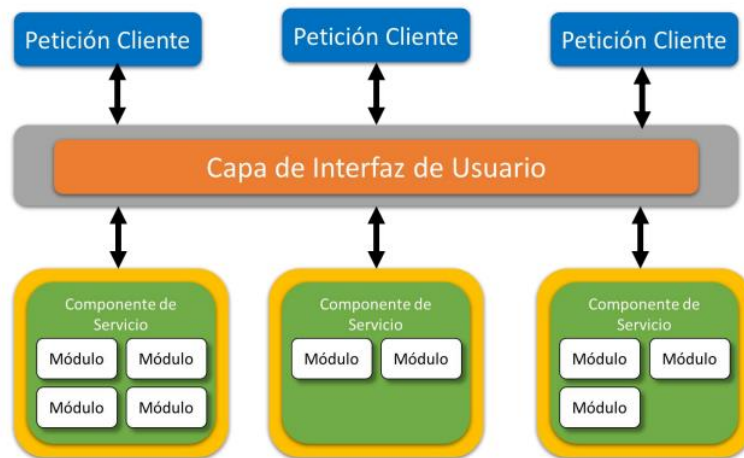 Petición Cliente
Petición Cliente
Petición Cliente
Capa de Interfaz de Usuario
Componente de
Servicio
Módulo
Módulo
Módulo
Módulo
Componente de
Servicio
Módulo
Módulo
Componente de
Servicio
Módulo
Módulo
Módulo